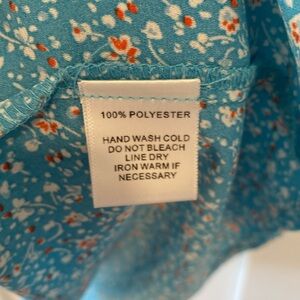 100% POLYESTER
HAND WASH COLD
DO NOT BLEACH
LINE DRY
IRON WARM IF
NECESSARY